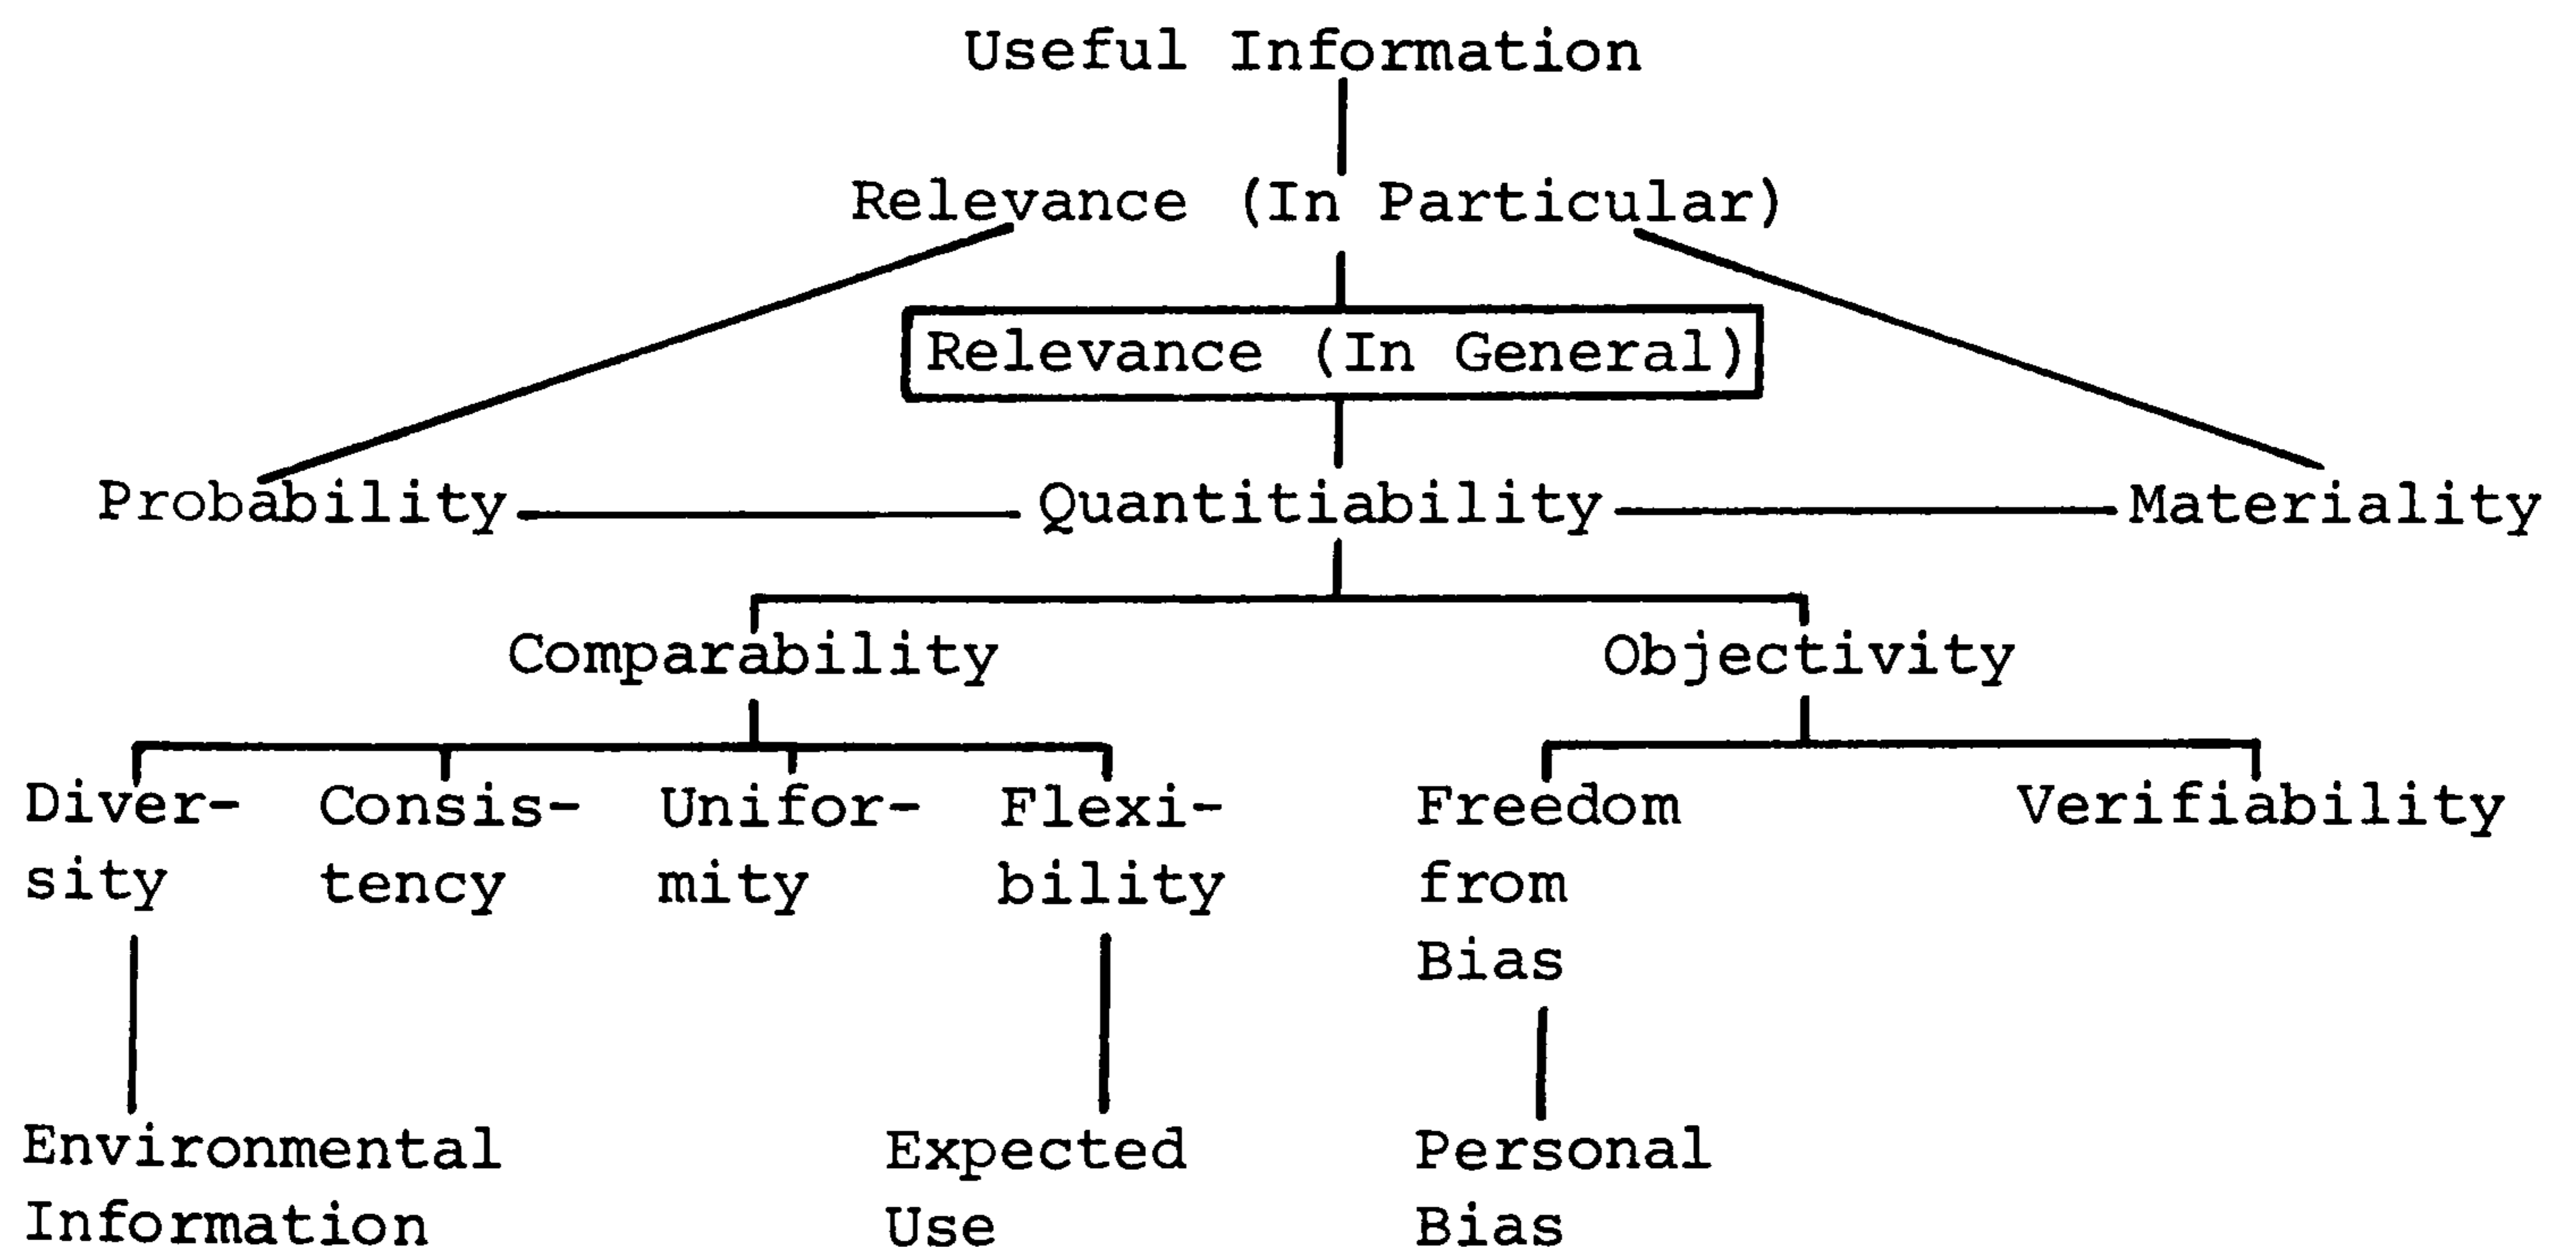 Useful Information
Relevance (In Particular)
Relevance (In General)
Probability Quantitiability Materiality
Comparability Objectivity
Diver- Consis- Unifor- Flexi- Freedom Verifiability
sity tency mity bility from
Bias
Environmental Expected Personal
Information Use Bias